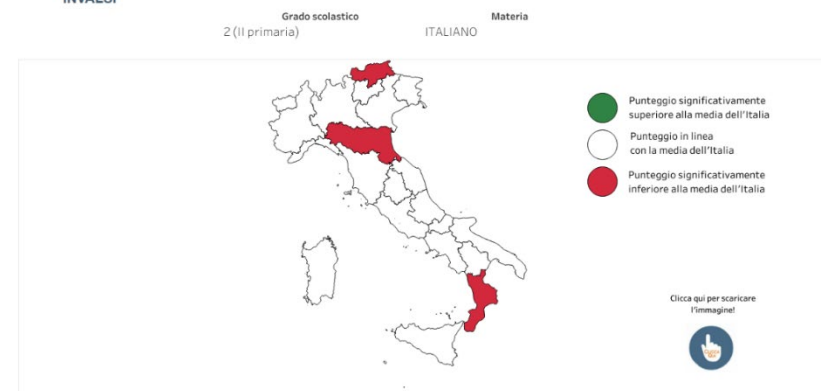 INVALSI
Grado scolastico
Materia
2 (II primaria)
ITALIANO
Punteggio significativamente
superiore alla media dell'Italia
Punteggio in linea
con la media dell'Italia
Punteggio significativamente
inferiore alla media dell'Italia
Clicca qui per scaricare
l'immagine!